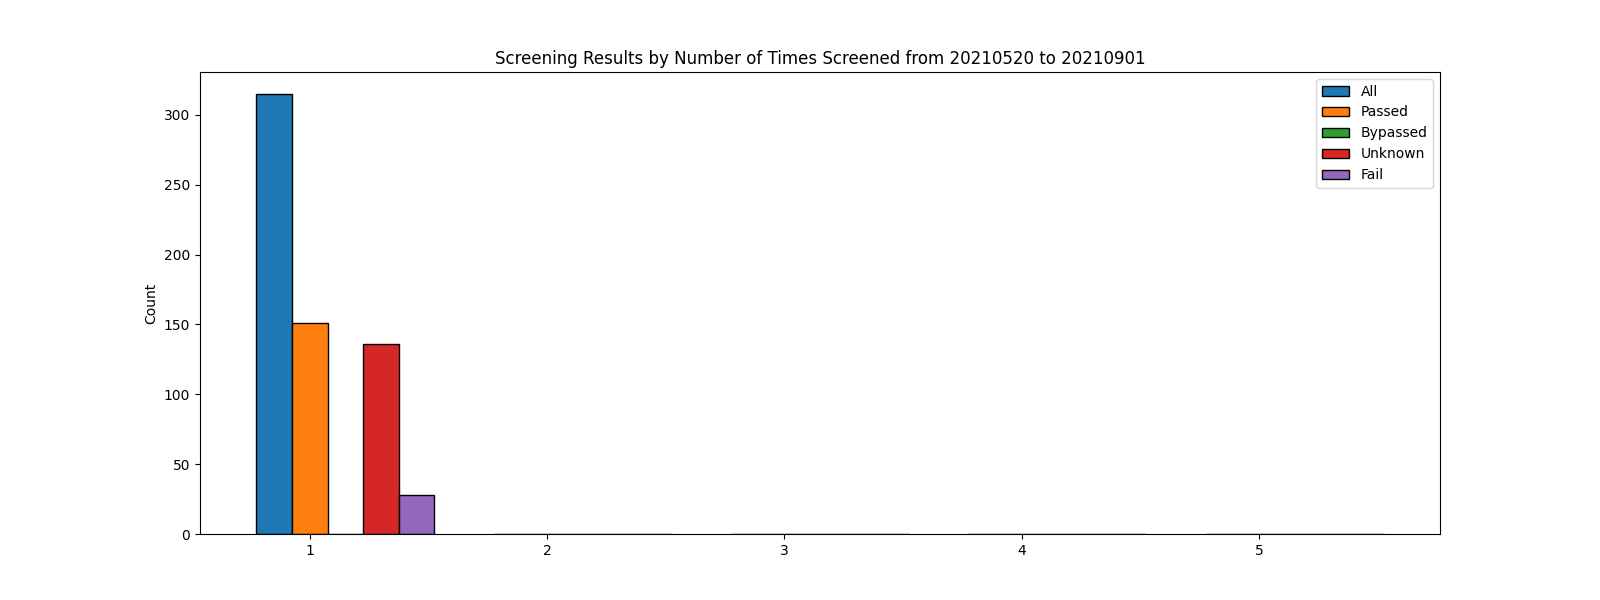 Screening Results by Number of Times Screened from 20210520 to 20210901
All
Passed
Bypassed
Unknown
Fail
Count
300
250
200
150
100
50
0
1
2
3
4
5